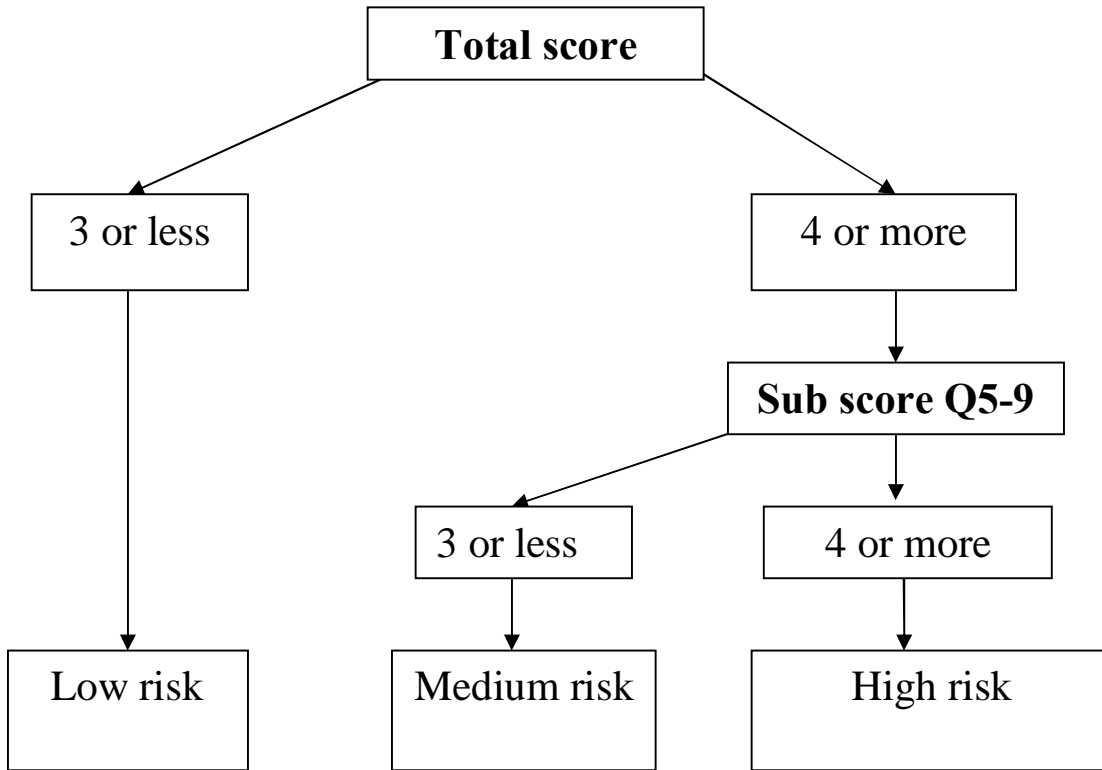 Total score
3 or less
4 or more
Sub score Q5-9
3 or less
4 or more
Low risk
Medium risk
High risk